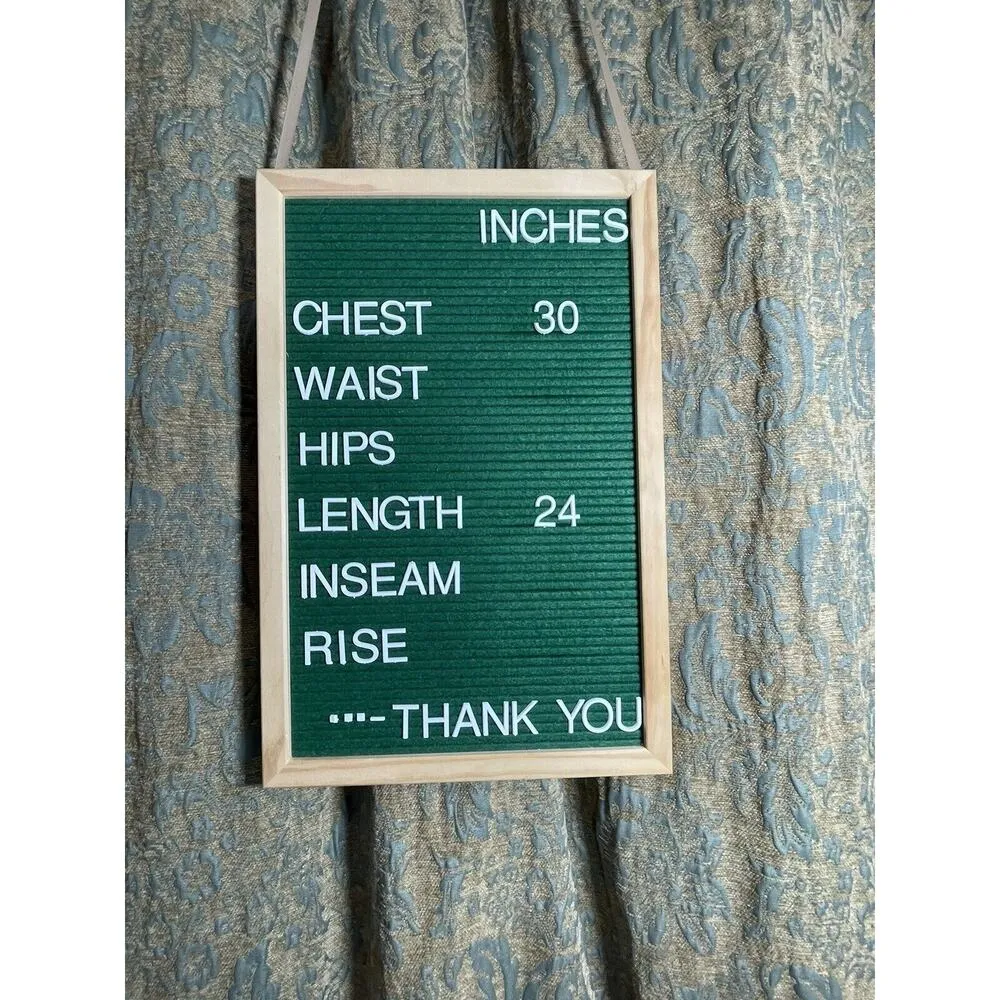 INCHES
CHEST 30
WAIST
HIPS
LENGTH 24
INSEAM
RISE
...-THANK YOU